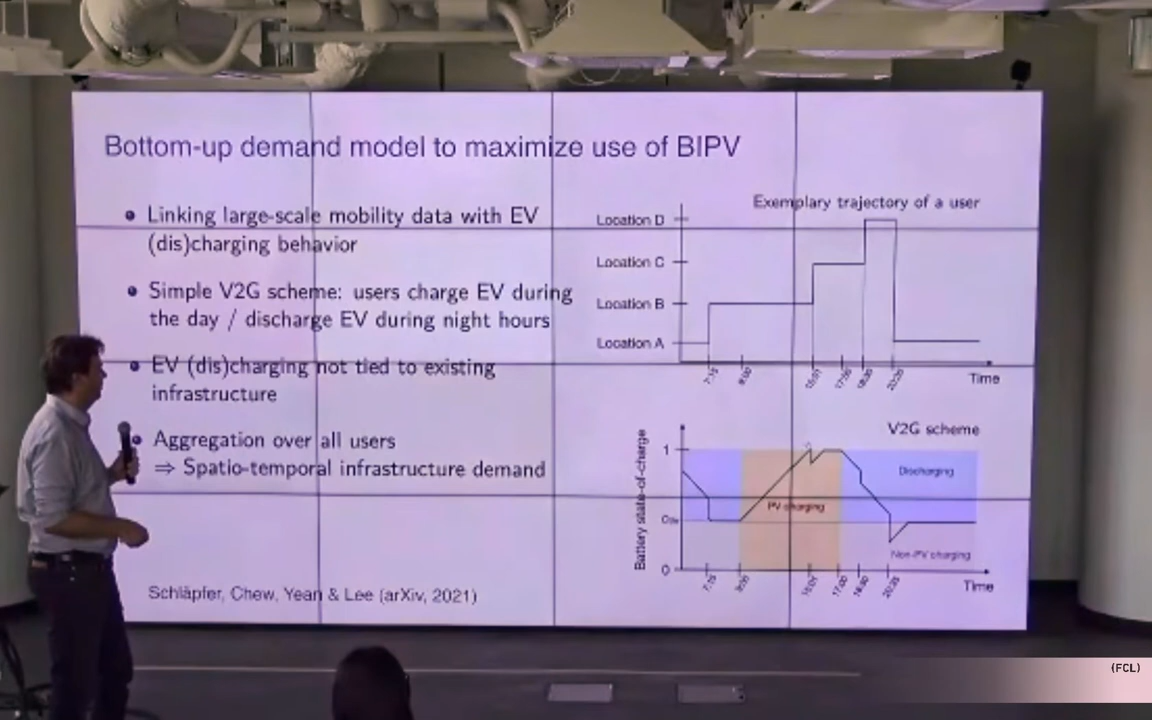 Bottom-up demand model to maximize use of BIPV
Linking large-scale mobility data with EV
(dis)charging behavior
Simple V2G scheme: users charge EV during
the day / discharge EV during night hours
EV (dis)charging not tied to existing
infrastructure
Aggregation over all users
⇒ Spatio-temporal infrastructure demand
Schläpfer, Chew, Yean & Lee (arXiv, 2021)
Exemplary trajectory of a user
Location D
Location C
Location B
Location A
7:15
Time
V2G scheme
Battery state-of-charge
1
0
Discharging
PV charging
Non-PV charging
7:15
Time
(FCL)